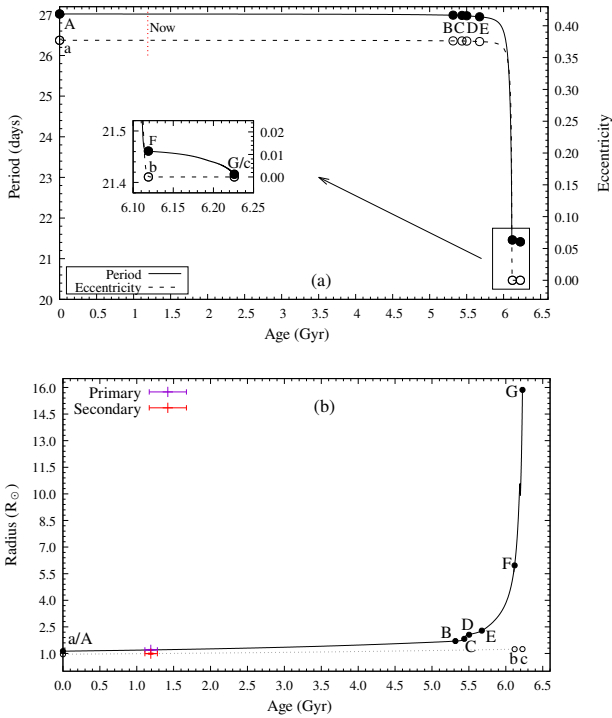 27
26
25
24
23
22
21
20
Period (days)
0.40
0.35
0.30
0.25
0.20
0.15
0.10
0.05
0.00
Eccentricity
A
a
Now
B C D E
21.5
21.4
F
b
G/c
0.02
0.01
0.00
6.10 6.15 6.20 6.25
Period
Eccentricity
(a)
0 0.5 1 1.5 2 2.5 3 3.5 4 4.5 5 5.5 6 6.5
Age (Gyr)
16.0
14.5
13.0
11.5
10.0
8.5
7.0
5.5
4.0
2.5
1.0
Radius (R☉)
Primary
Secondary
(b)
G
F
a/A
B
D
C
E
b c
0.0 0.5 1.0 1.5 2.0 2.5 3.0 3.5 4.0 4.5 5.0 5.5 6.0 6.5
Age (Gyr)